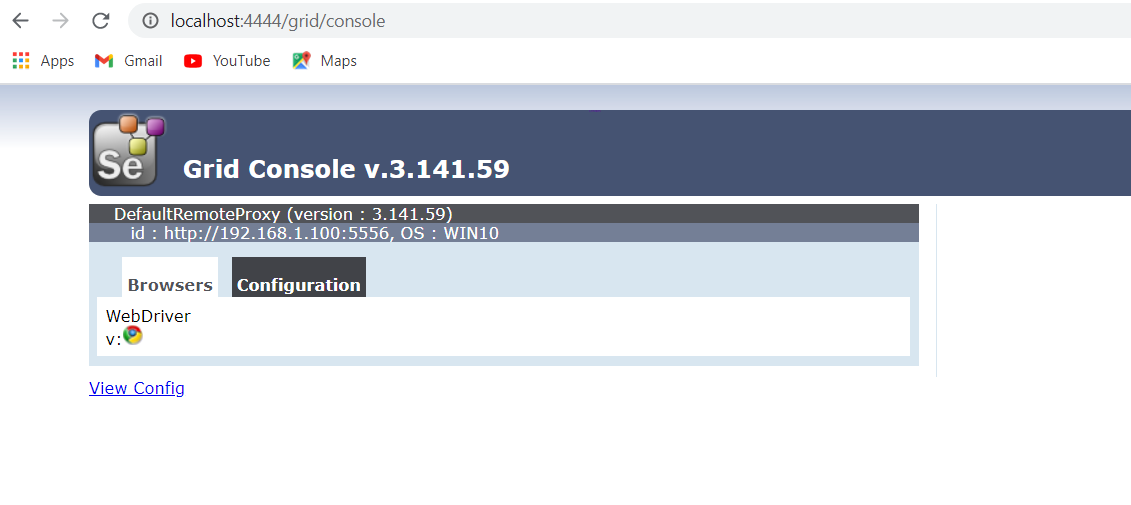 localhost:4444/grid/console
Apps Gmail YouTube Maps
Se
Grid Console v.3.141.59
DefaultRemoteProxy (version : 3.141.59)
id : http://192.168.1.100:5556, OS : WIN10
Browsers Configuration
WebDriver
v:
View Config